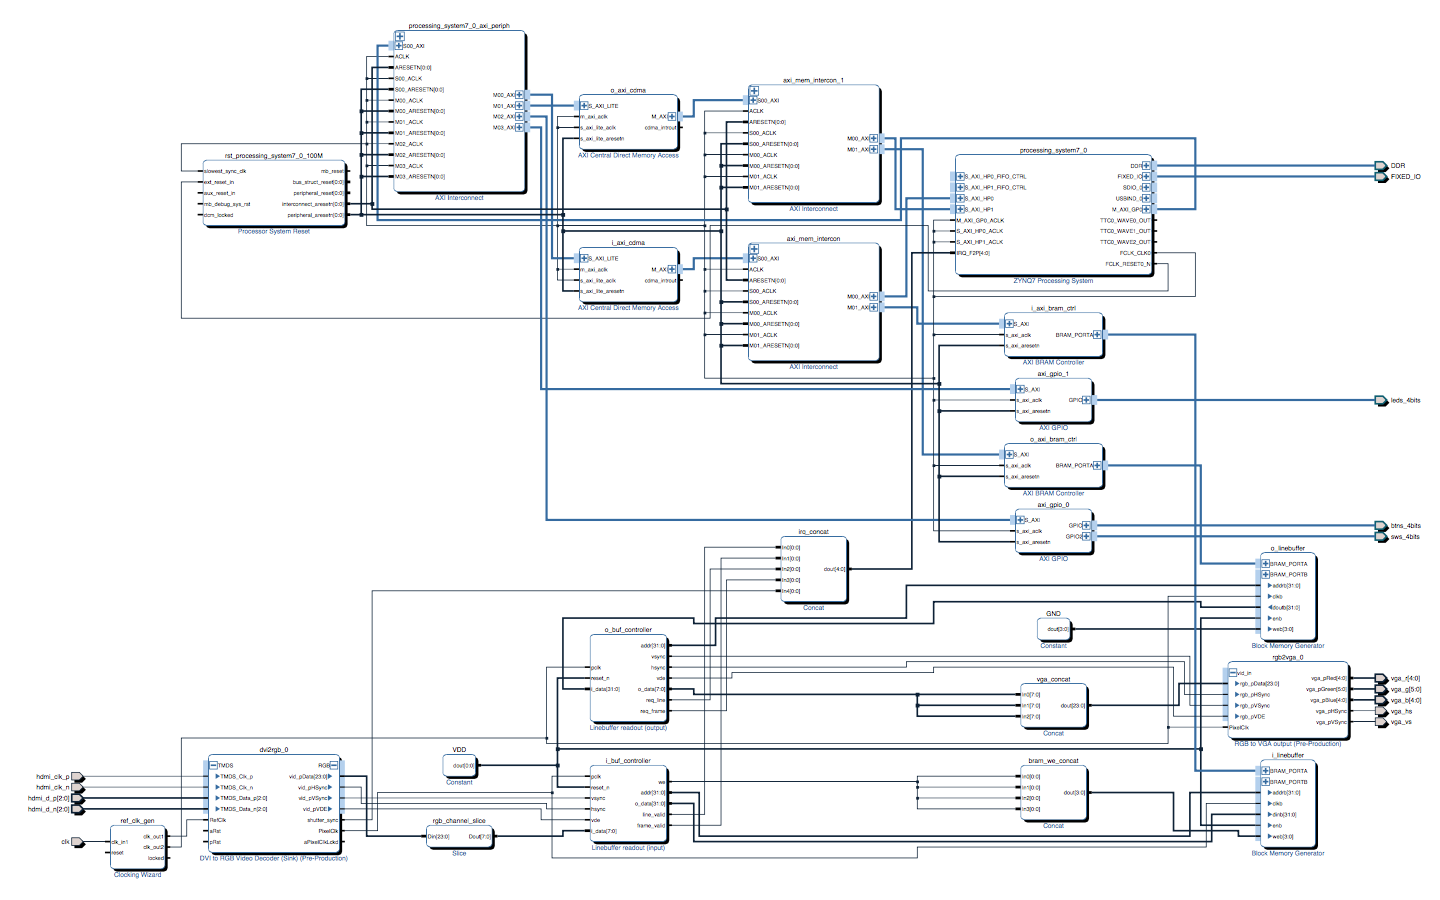 processing_system7_0_axi_periph
S00_AXI
ACLK
ARESETN[0:0]
S00_ACLK
S00_ARESETN[0:0]
M00_ACLK
M00_ARESETN[0:0]
M01_ACLK
M01_ARESETN[0:0]
M02_ACLK
M02_ARESETN[0:0]
M03_ACLK
M03_ARESETN[0:0]
M00_AXI
M01_AXI
M02_AXI
M03_AXI
AXI Interconnect
rst_processing_system7_0_100M
slowest_sync_clk
ext_reset_in
aux_reset_in
mb_debug_sys_rst
dcm_locked
mb_reset
bus_struct_reset[0:0]
peripheral_reset[0:0]
interconnect_aresetn[0:0]
peripheral_aresetn[0:0]
Processor System Reset
o_axi_cdma
S_AXI_LITE
m_axi_aclk
s_axi_lite_aclk
s_axi_lite_aresetn
M_AXI
cdma_introut
AXI Central Direct Memory Access
i_axi_cdma
S_AXI_LITE
m_axi_aclk
s_axi_lite_aclk
s_axi_lite_aresetn
M_AXI
cdma_introut
AXI Central Direct Memory Access
axi_mem_intercon_1
S00_AXI
ACLK
ARESETN[0:0]
S00_ACLK
S00_ARESETN[0:0]
M00_ACLK
M00_ARESETN[0:0]
M01_ACLK
M01_ARESETN[0:0]
M00_AXI
M01_AXI
AXI Interconnect
axi_mem_intercon
S00_AXI
ACLK
ARESETN[0:0]
S00_ACLK
S00_ARESETN[0:0]
M00_ACLK
M00_ARESETN[0:0]
M01_ACLK
M01_ARESETN[0:0]
M00_AXI
M01_AXI
AXI Interconnect
processing_system7_0
S_AXI_HP0_FIFO_CTRL
S_AXI_HP1_FIFO_CTRL
S_AXI_HP0
S_AXI_HP1
M_AXI_GP0_ACLK
S_AXI_HP0_ACLK
S_AXI_HP1_ACLK
IRQ_F2P[4:0]
DDR
FIXED_IO
SDIO_0
USBIND_0
M_AXI_GP0
TTC0_WAVE0_OUT
TTC0_WAVE1_OUT
TTC0_WAVE2_OUT
FCLK_CLK0
FCLK_RESET0_N
ZYNQ7 Processing System
DDR
FIXED_IO
i_axi_bram_ctrl
S_AXI
s_axi_aclk
s_axi_aresetn
BRAM_PORTA
AXI BRAM Controller
axi_gpio_1
S_AXI
s_axi_aclk
s_axi_aresetn
GPIO
AXI GPIO
leds_4bits
o_axi_bram_ctrl
S_AXI
s_axi_aclk
s_axi_aresetn
BRAM_PORTA
AXI BRAM Controller
axi_gpio_0
S_AXI
s_axi_aclk
s_axi_aresetn
GPIO
GPIO2
AXI GPIO
btns_4bits
sws_4bits
irq_concat
In0[0:0]
In1[0:0]
In2[0:0]
In3[0:0]
In4[0:0]
dout[4:0]
Concat
o_linebuffer
BRAM_PORTA
BRAM_PORTB
addrb[31:0]
clkb
doutb[31:0]
enb
web[3:0]
Block Memory Generator
GND
dout[3:0]
Constant
o_buf_controller
pclk
reset_n
i_data[31:0]
addr[31:0]
vsync
hsync
vde
o_data[7:0]
req_line
req_frame
Linebuffer readout (output)
vga_concat
In0[7:0]
In1[7:0]
In2[7:0]
dout[23:0]
Concat
rgb2vga_0
vid_in
rgb_pData[23:0]
rgb_pHSync
rgb_pVSync
rgb_pVDE
PixelClk
vga_pRed[4:0]
vga_pGreen[5:0]
vga_pBlue[4:0]
vga_pHSync
vga_pVSync
RGB to VGA output (Pre-Production)
vga_r[4:0]
vga_g[5:0]
vga_b[4:0]
vga_hs
vga_vs
hdmi_clk_p
hdmi_clk_n
hdmi_d_p[2:0]
hdmi_d_n[2:0]
clk
dvi2rgb_0
TMDS
TMDS_Clk_p
TMDS_Clk_n
TMDS_Data_p[2:0]
TMDS_Data_n[2:0]
RefClk
aRst
pRst
RGB
vid_pData[23:0]
vid_pHSync
vid_pVSync
vid_pVDE
shutter_sync
PixelClk
aPixelClkLckd
DVI to RGB Video Decoder (Sink) (Pre-Production)
ref_clk_gen
clk_in1
reset
clk_out1
clk_out2
locked
Clocking Wizard
VDD
dout[0:0]
Constant
rgb_channel_slice
Din[23:0]
Dout[7:0]
Slice
i_buf_controller
pclk
reset_n
vsync
hsync
vde
i_data[7:0]
we
addr[31:0]
o_data[31:0]
line_valid
frame_valid
Linebuffer readout (input)
bram_we_concat
In0[0:0]
In1[0:0]
In2[0:0]
In3[0:0]
dout[3:0]
Concat
i_linebuffer
BRAM_PORTA
BRAM_PORTB
addrb[31:0]
clkb
dinb[31:0]
enb
web[3:0]
Block Memory Generator